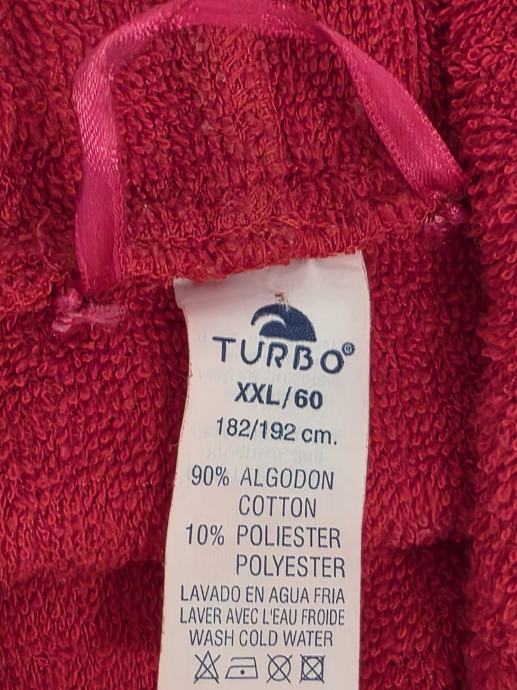 TURBO®
XXL/60
182/192 cm.
90% ALGODON
COTTON
10% POLIESTER
POLYESTER
LAVADO EN AGUA FRIA
LAVER AVEC L'EAU FROIDE
WASH COLD WATER